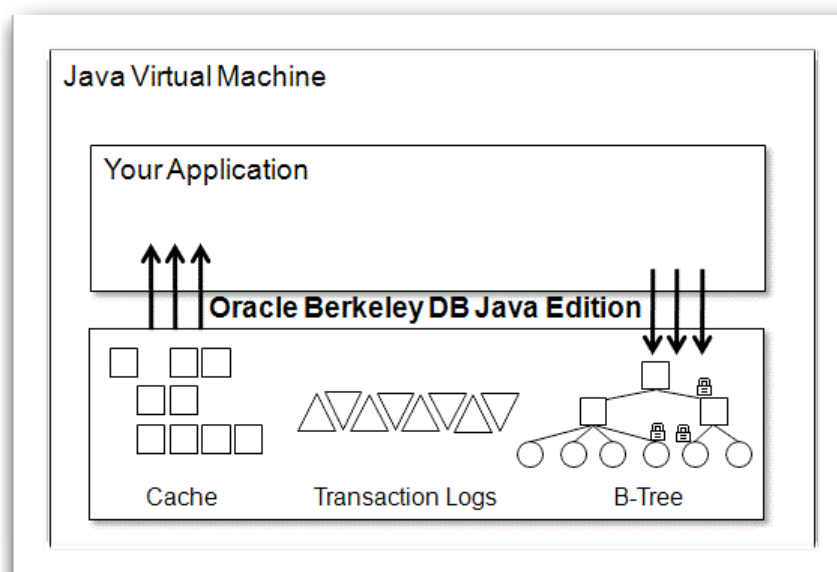 Java Virtual Machine
Your Application
Oracle Berkeley DB Java Edition
Cache
Transaction Logs
B-Tree